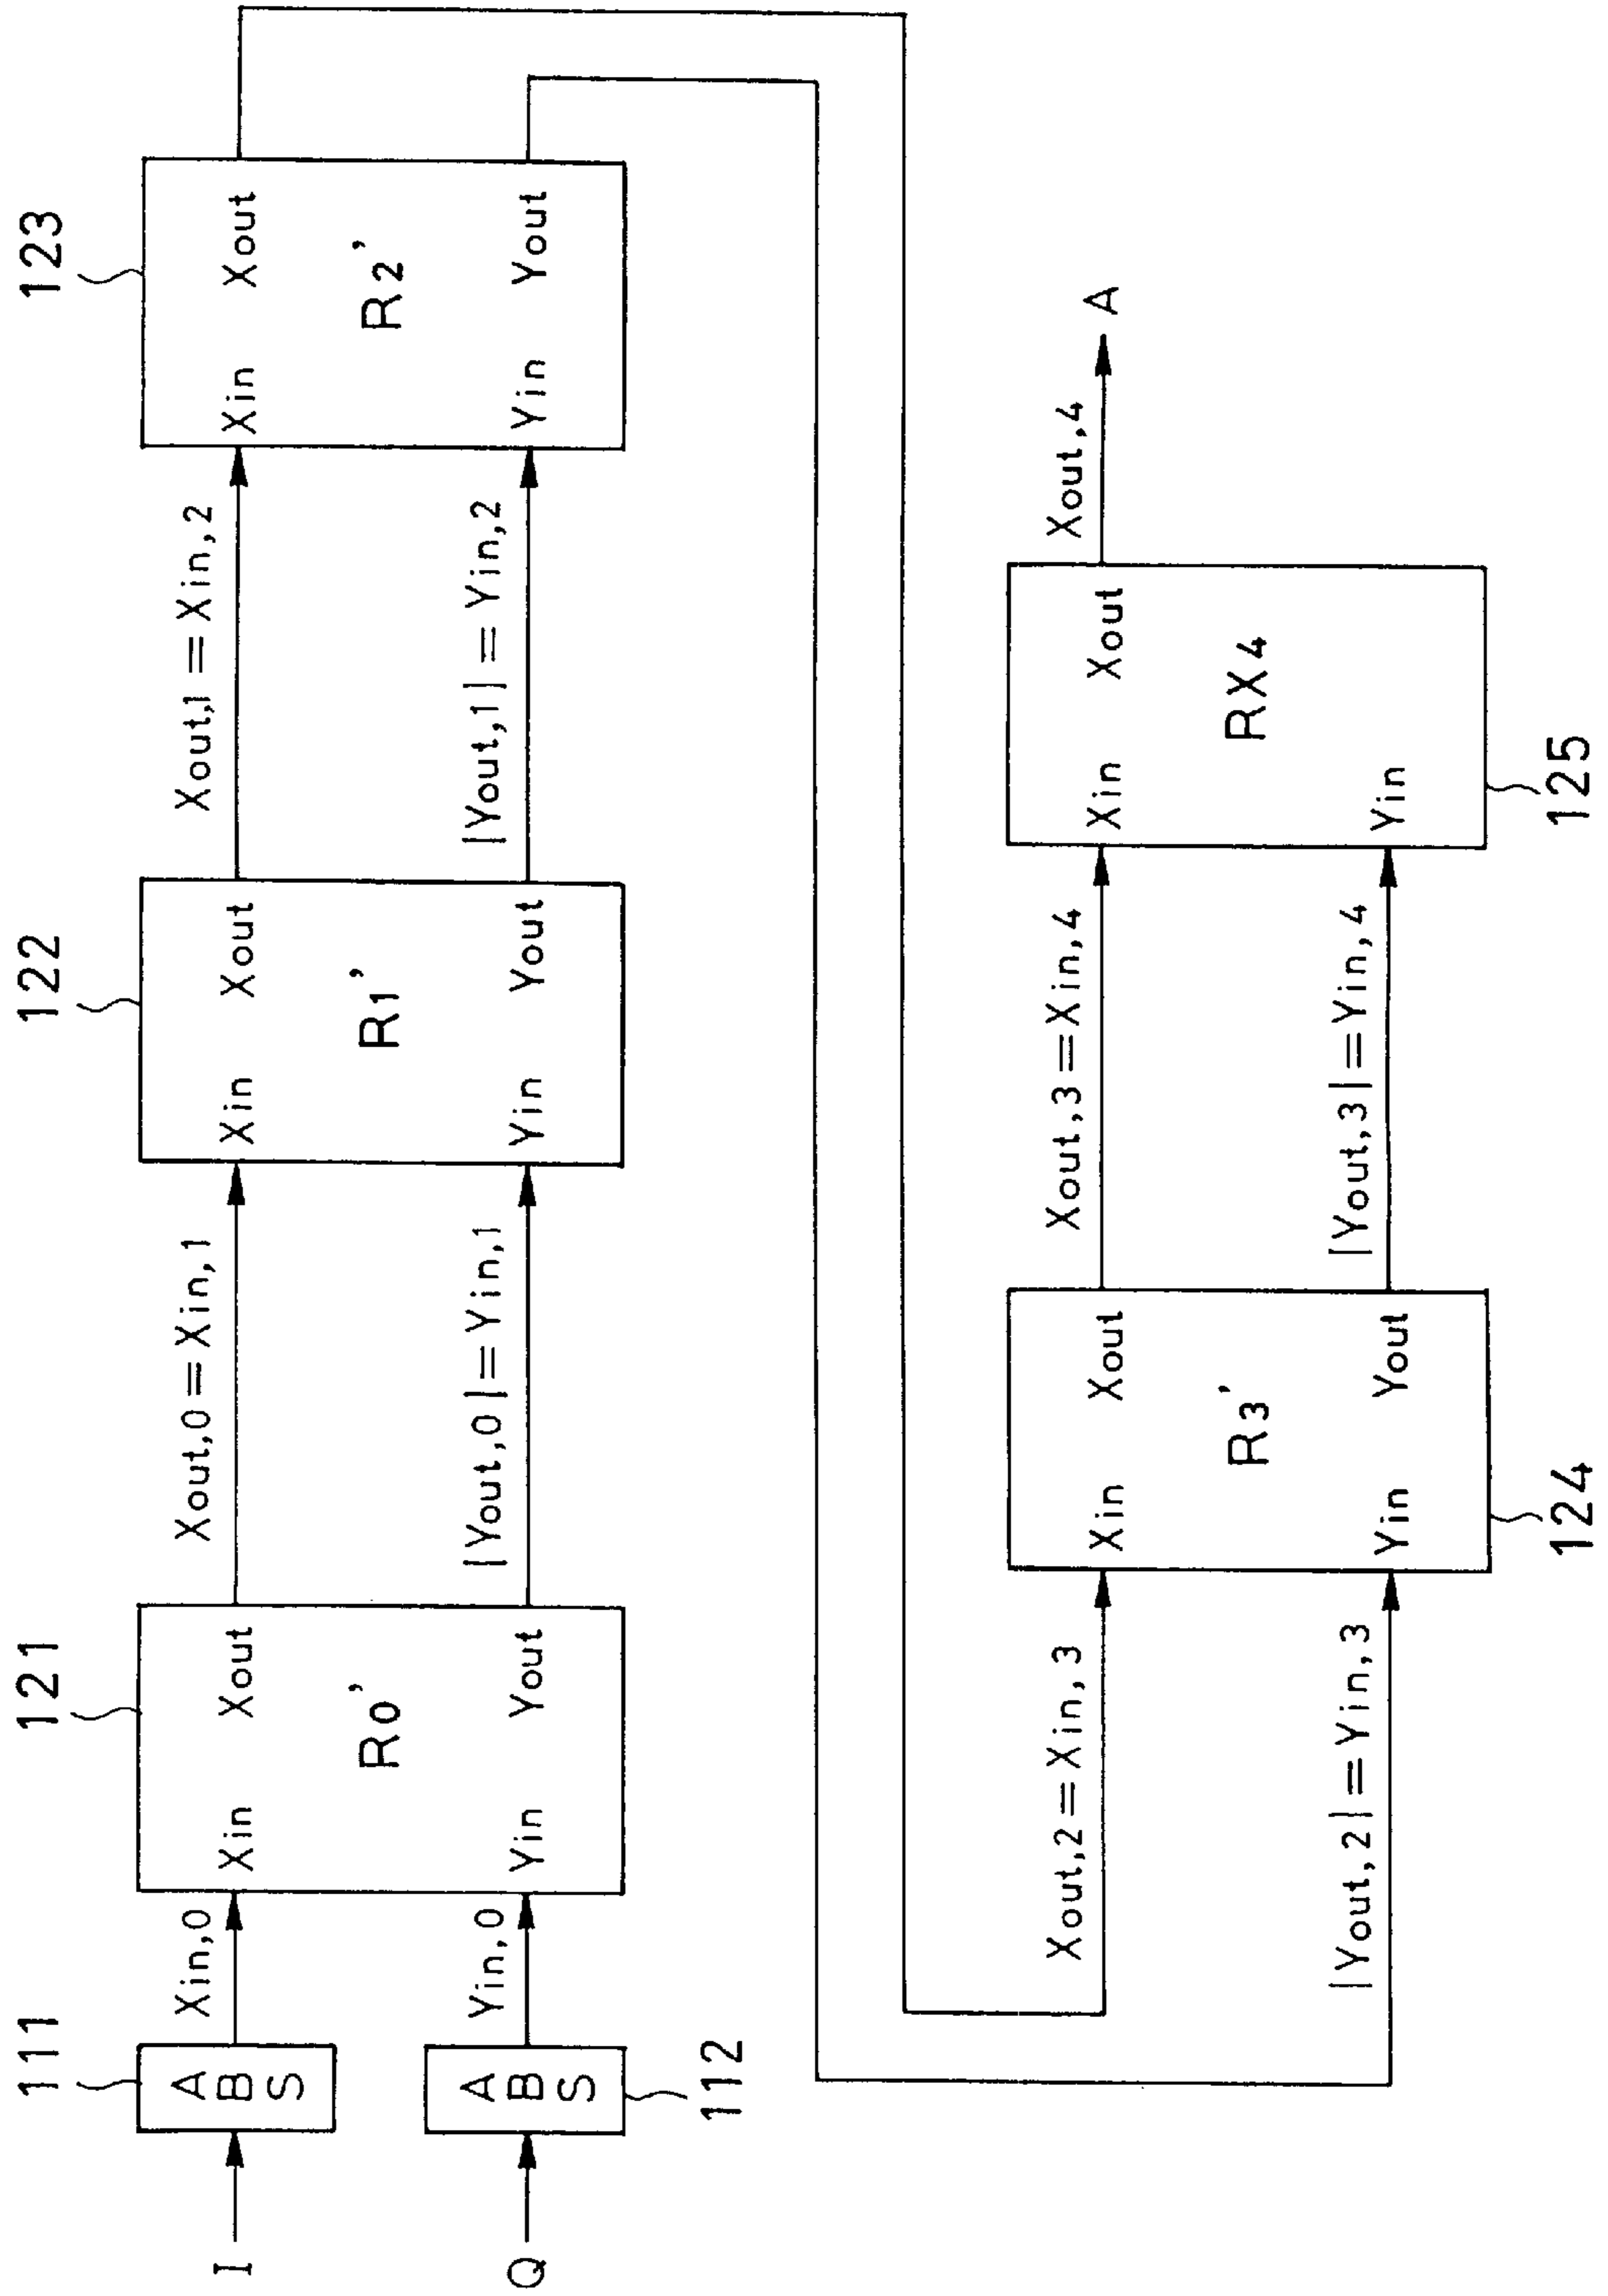 111
121
122
123
I
ABS
Xin,0
Xin
Xout
Xout,0=Xin,1
Xin
Xout
Xout,1=Xin,2
Xin
Xout
R0'
R1'
R2'
Q
ABS
Yin,0
Yin
Yout
|Yout,0|=Yin,1
Yin
Yout
|Yout,1|=Yin,2
Yin
Yout
112
Xout,2=Xin,3
Xin
Xout
Xout,3=Xin,4
Xin
Xout
Xout,4
A
R3'
RX4
|Yout,2|=Yin,3
Yin
Yout
|Yout,3|=Yin,4
Yin
124
125